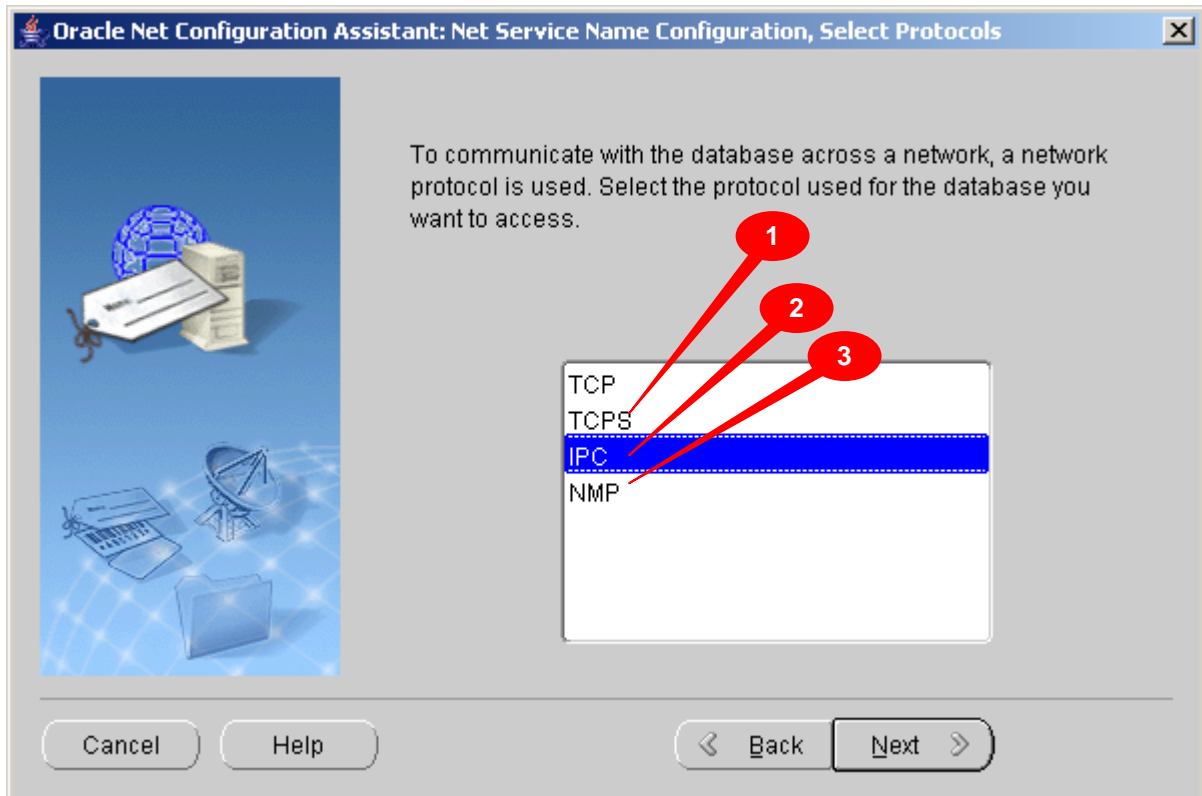 Oracle Net Configuration Assistant: Net Service Name Configuration, Select Protocols
To communicate with the database across a network, a network
protocol is used. Select the protocol used for the database you
want to access.
1
2
3
TCP
TCPS
IPC
NMP
Cancel
Help
Back
Next